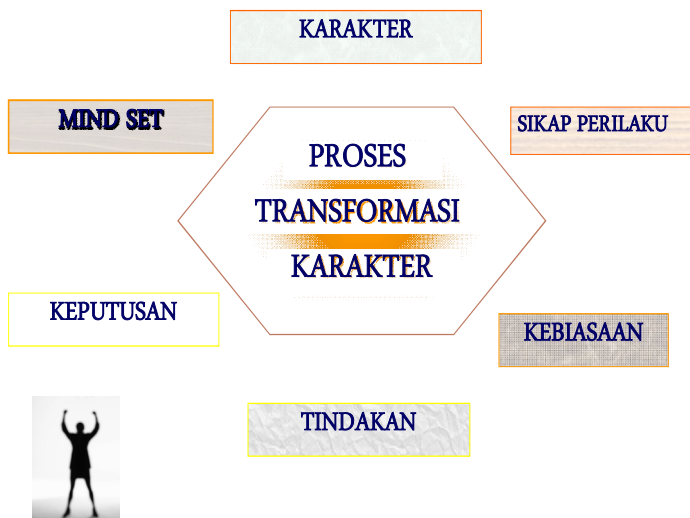 KARAKTER
MIND SET
SIKAP PERILAKU
PROSES
TRANSFORMASI
KARAKTER
KEPUTUSAN
KEBIASAAN
TINDAKAN